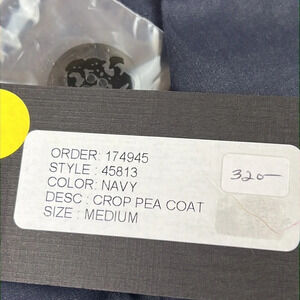 ORDER: 174945
STYLE : 45813
COLOR: NAVY
DESC : CROP PEA COAT
SIZE : MEDIUM
320-